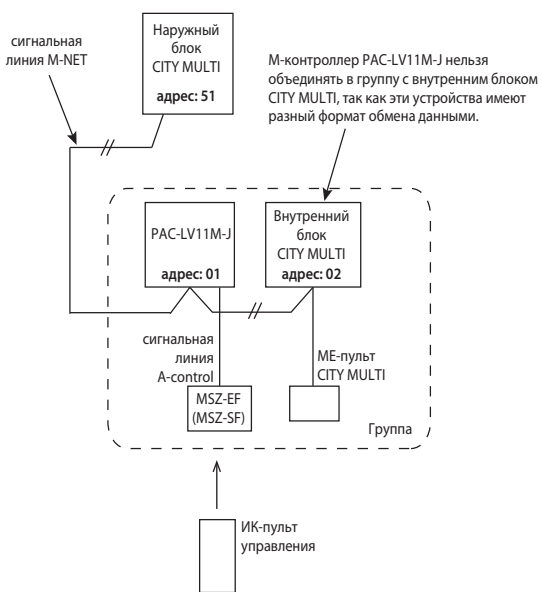 сигнальная
линия M-NET
Наружный
блок
CITY MULTI
адрес: 51
М-контроллер PAC-LV11M-J нельзя
объединять в группу с внутренним блоком
CITY MULTI, так как эти устройства имеют
разный формат обмена данными.
PAC-LV11M-J
адрес: 01
Внутренний
блок
CITY MULTI
адрес: 02
сигнальная
линия
A-control
MSZ-EF
(MSZ-SF)
МЕ-пульт
CITY MULTI
Группа
ИК-пульт
управления